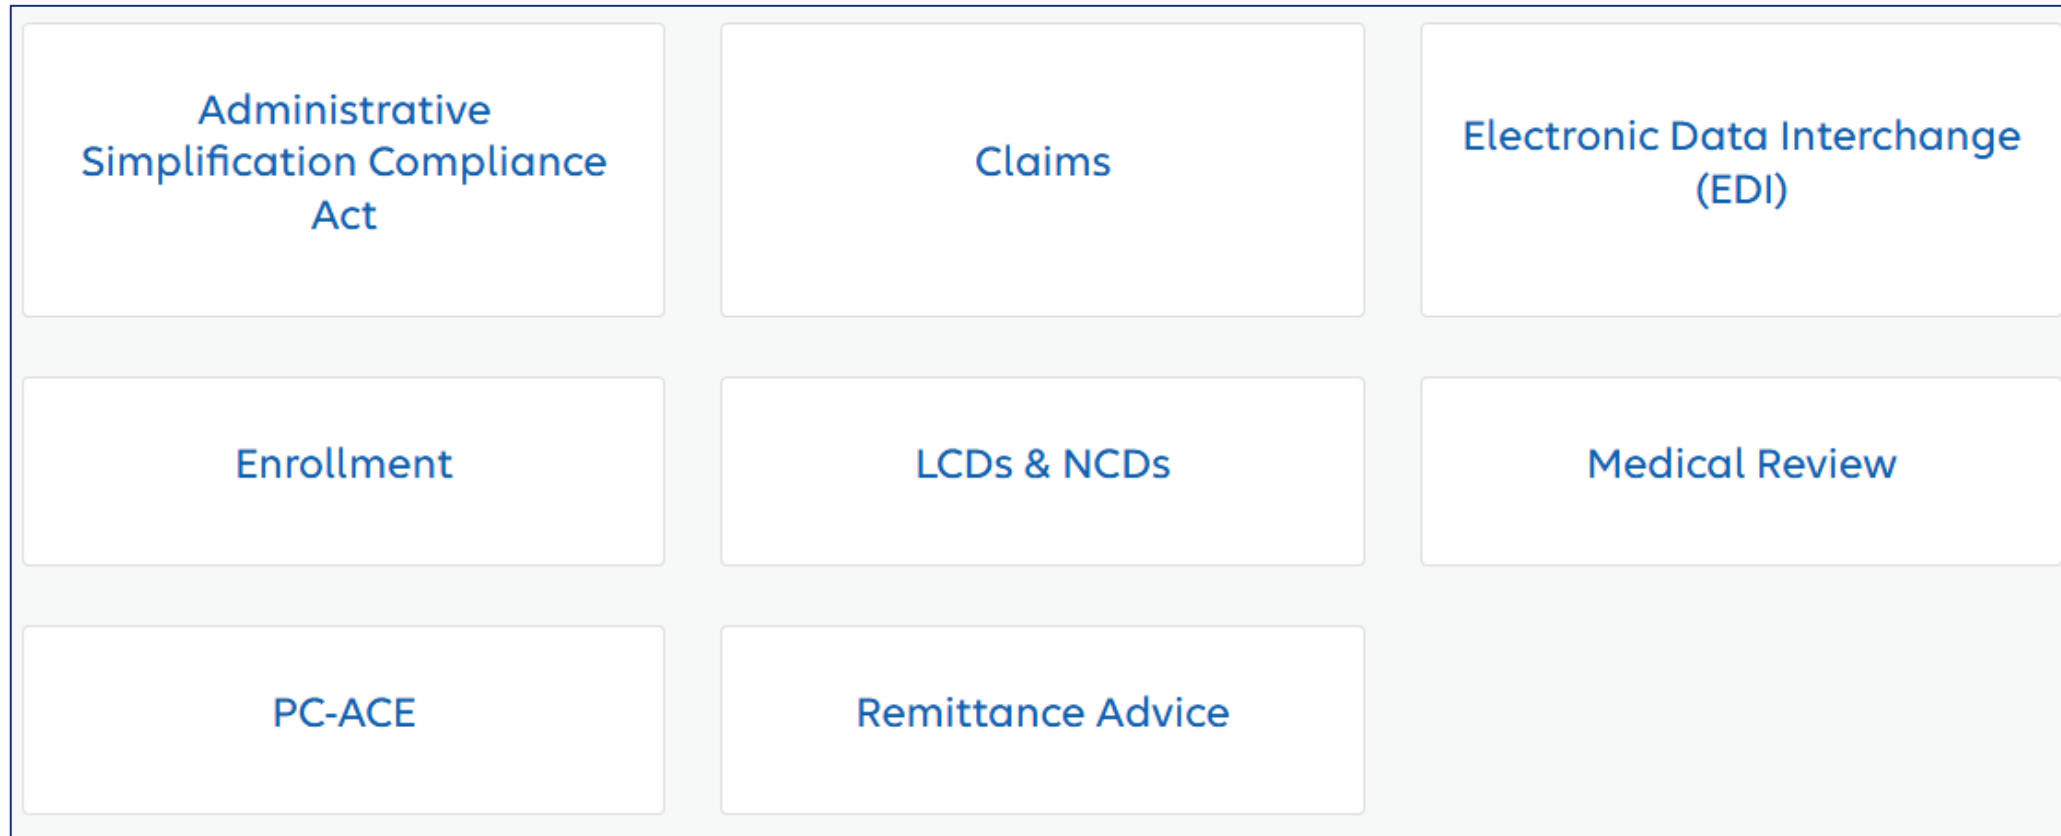 Administrative
Simplification Compliance
Act
Claims
Electronic Data Interchange
(EDI)
Enrollment
LCDs & NCDs
Medical Review
PC-ACE
Remittance Advice